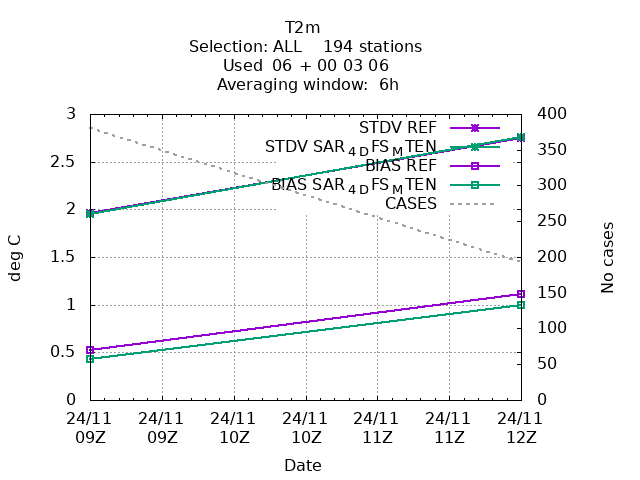 T2m
Selection: ALL    194 stations
Used  06 + 00 03 06
Averaging window:  6h
STDV REF
STDV SAR4DFSMTEN
BIAS REF
BIAS SAR4DFSMTEN
CASES
deg C
3
2.5
2
1.5
1
0.5
0
400
350
300
250
200
150
100
50
0
No cases
24/11 24/11 24/11 24/11 24/11 24/11 24/11
09Z 09Z 10Z 10Z 11Z 11Z 12Z
Date